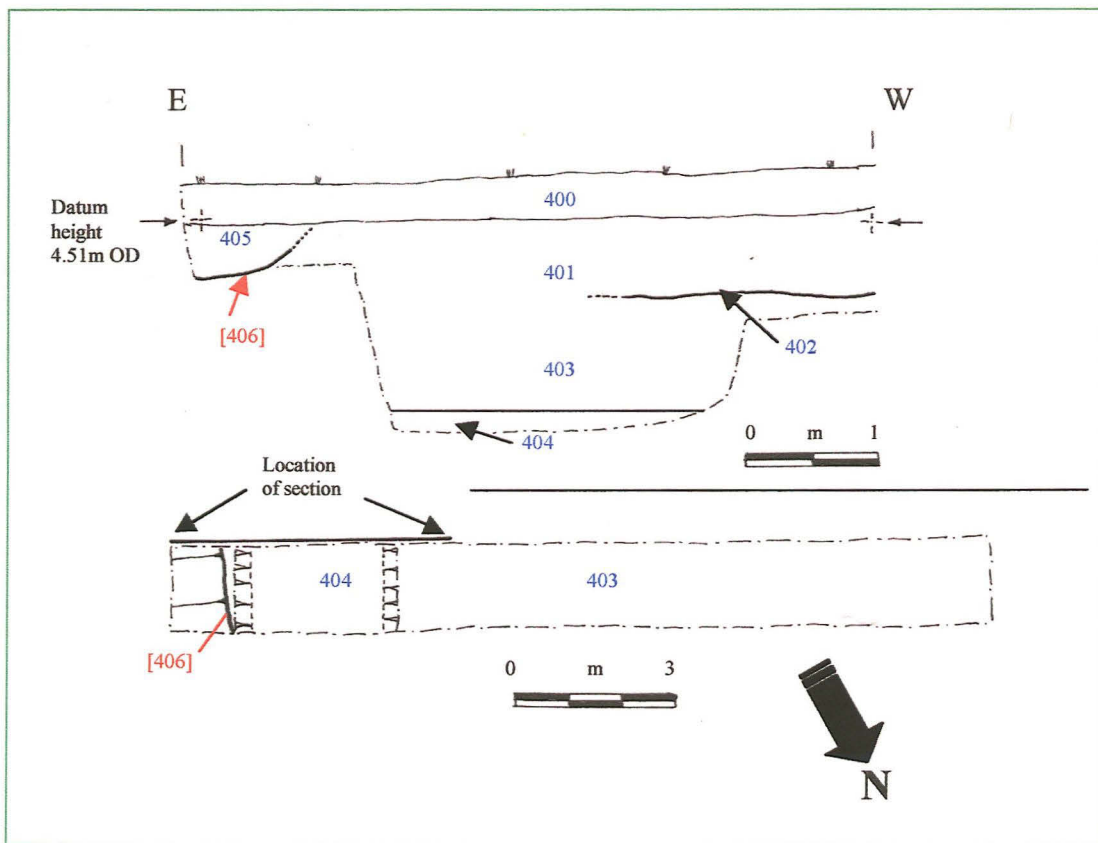 E
W
400
Datum
height
4.51m OD
405
401
[406]
402
403
404
0 m 1
Location
of section
404
403
[406]
0 m 3
N